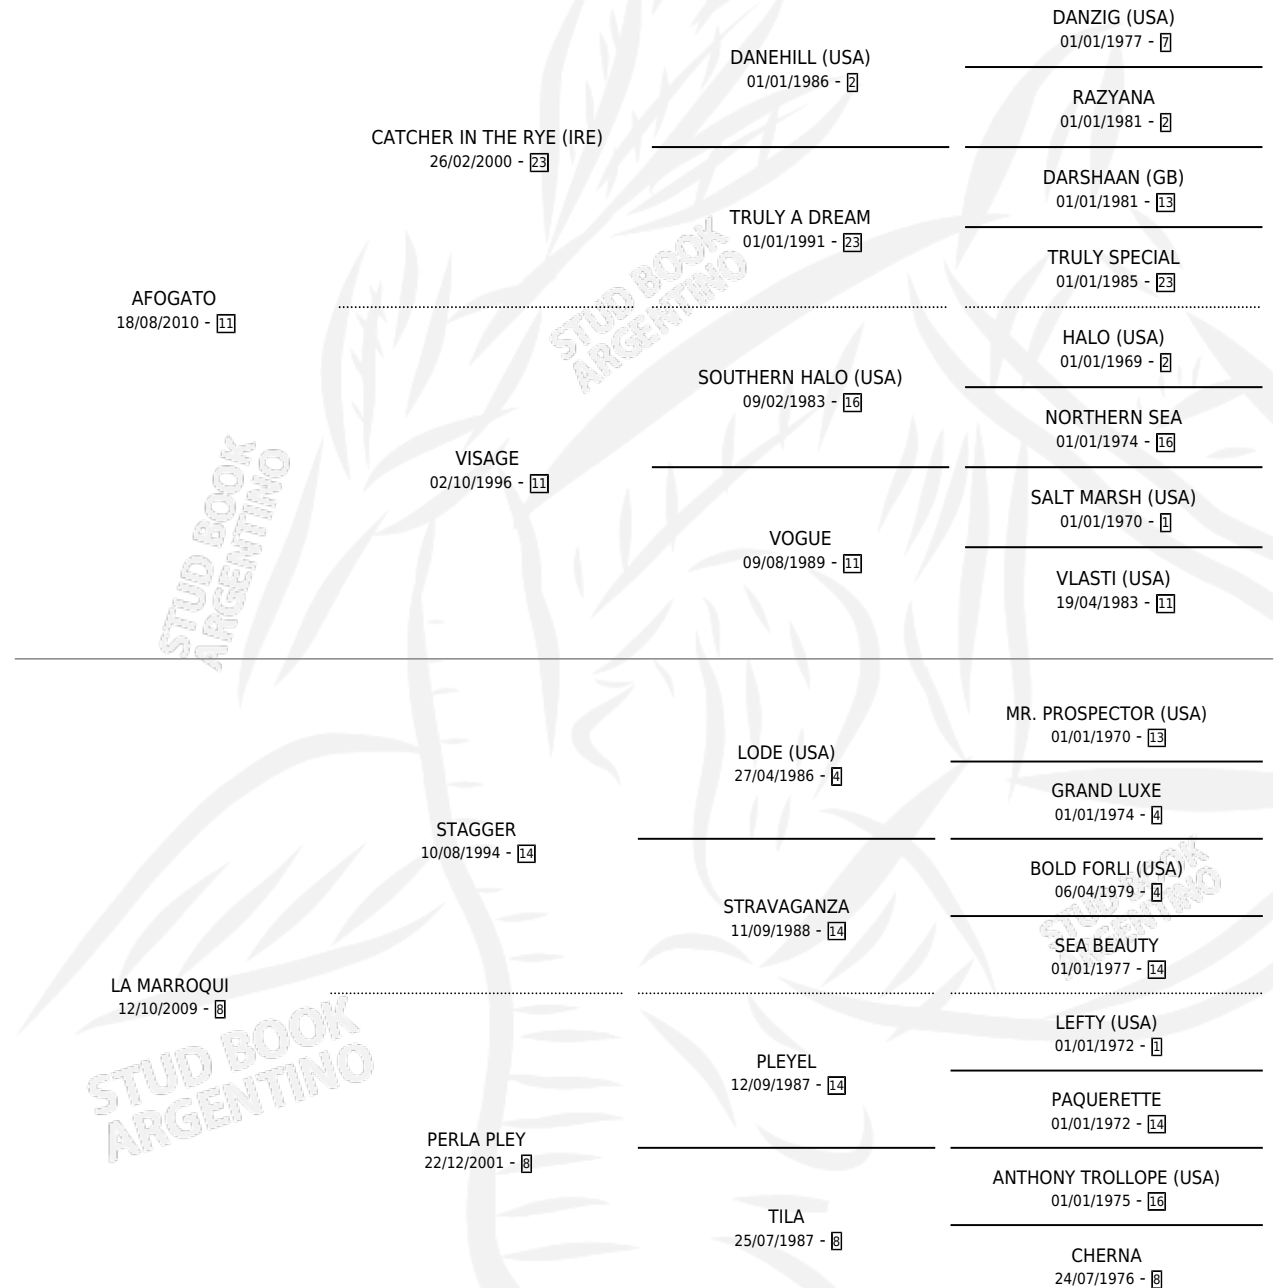 DANZIG (USA)
01/01/1977 - 7
DANEHILL (USA)
01/01/1986 - 2
RAZYANA
01/01/1981 - 2
CATCHER IN THE RYE (IRE)
26/02/2000 - 23
DARSHAAN (GB)
01/01/1981 - 13
TRULY A DREAM
01/01/1991 - 23
TRULY SPECIAL
01/01/1985 - 23
AFOGATO
18/08/2010 - 11
HALO (USA)
01/01/1969 - 2
SOUTHERN HALO (USA)
09/02/1983 - 16
NORTHERN SEA
01/01/1974 - 16
VISAGE
02/10/1996 - 11
SALT MARSH (USA)
01/01/1970 - 1
VOGUE
09/08/1989 - 11
VLASTI (USA)
19/04/1983 - 11
STUD BOOK
ARGENTINO
STUD BOOK
ARGENTINO
MR. PROSPECTOR (USA)
01/01/1970 - 13
LODE (USA)
27/04/1986 - 4
GRAND LUXE
01/01/1974 - 4
STAGGER
10/08/1994 - 14
BOLD FORLI (USA)
06/04/1979 - 4
STRAVAGANZA
11/09/1988 - 14
SEA BEAUTY
01/01/1977 - 14
LA MARROQUI
12/10/2009 - 8
LEFTY (USA)
01/01/1972 - 1
PLEYEL
12/09/1987 - 14
PAQUERETTE
01/01/1972 - 14
PERLA PLEY
22/12/2001 - 8
ANTHONY TROLLOPE (USA)
01/01/1975 - 16
TILA
25/07/1987 - 8
CHERNA
24/07/1976 - 8
STUD BOOK
ARGENTINO
STUD BOOK
ARGENTINO